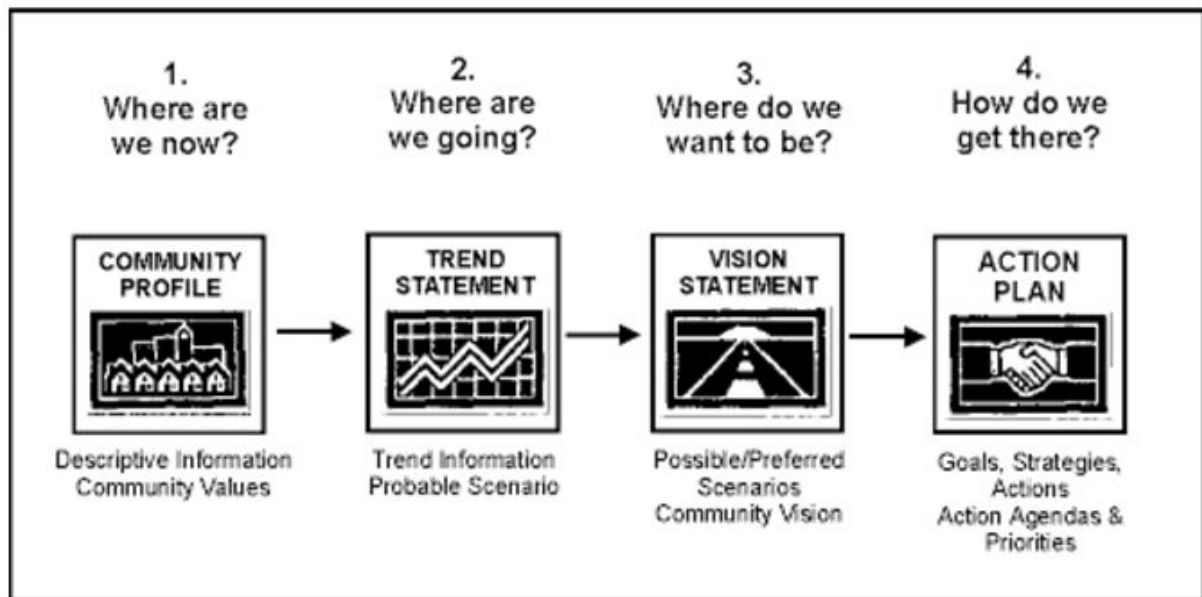 1.
Where are
we now?
2.
Where are
we going?
3.
Where do we
want to be?
4.
How do we
get there?
COMMUNITY
PROFILE
TREND
STATEMENT
VISION
STATEMENT
ACTION
PLAN
Descriptive Information
Community Values
Trend Information
Probable Scenario
Possible/Preferred
Scenarios
Community Vision
Goals, Strategies,
Actions
Action Agendas &
Priorities